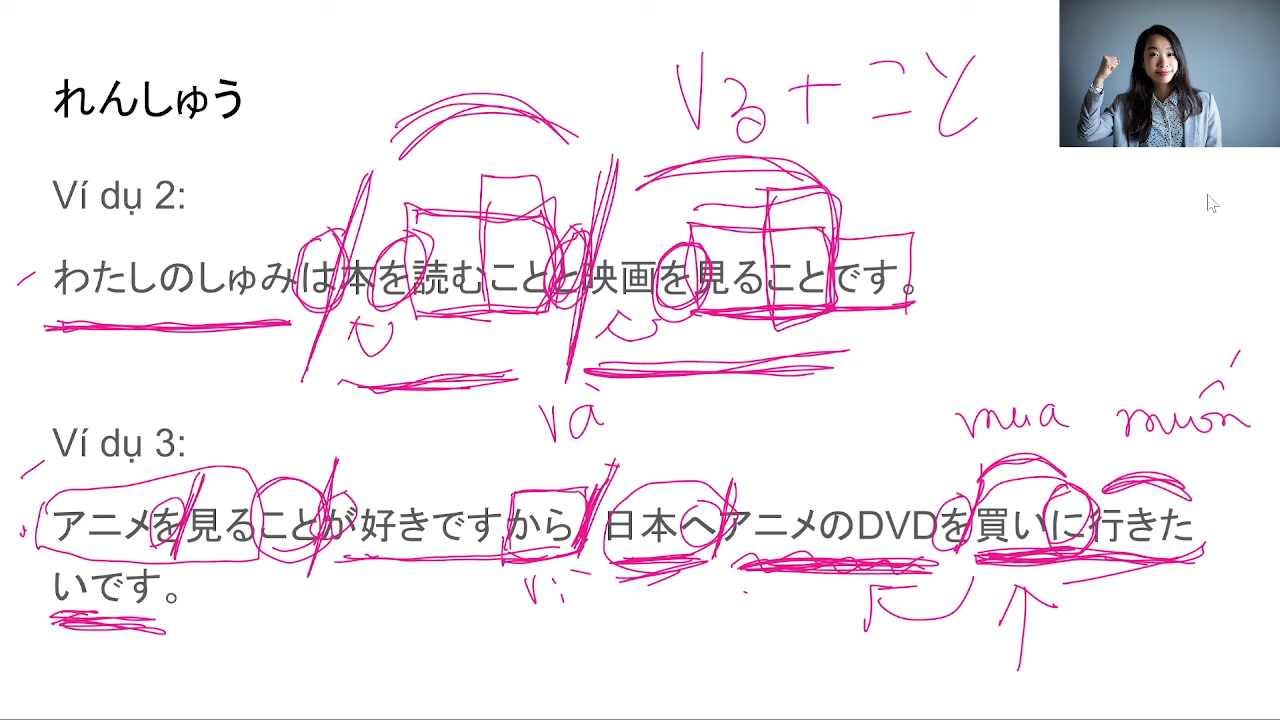 Vる+こと
れんしゅう
Ví dụ 2:
わたしのしゅみは本を読むことと映画を見ることです。
và
mua muốn
Ví dụ 3:
アニメを見ることが好きですから 日本へアニメのDVDを買いに行きた
いです。
vì